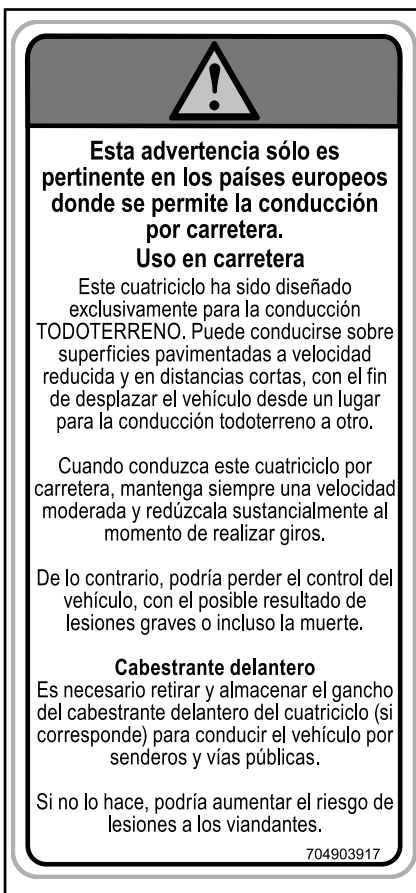 Esta advertencia sólo es
pertinente en los países europeos
donde se permite la conducción
por carretera.
Uso en carretera
Este cuatriciclo ha sido diseñado
exclusivamente para la conducción
TODOTERRENO. Puede conducirse sobre
superficies pavimentadas a velocidad
reducida y en distancias cortas, con el fin
de desplazar el vehículo desde un lugar
para la conducción todoterreno a otro.
Cuando conduzca este cuatriciclo por
carretera, mantenga siempre una velocidad
moderada y redúzcala sustancialmente al
momento de realizar giros.
De lo contrario, podría perder el control del
vehículo, con el posible resultado de
lesiones graves o incluso la muerte.
Cabestrante delantero
Es necesario retirar y almacenar el gancho
del cabestrante delantero del cuatriciclo (si
corresponde) para conducir el vehículo por
senderos y vías públicas.
Si no lo hace, podría aumentar el riesgo de
lesiones a los viandantes.
704903917